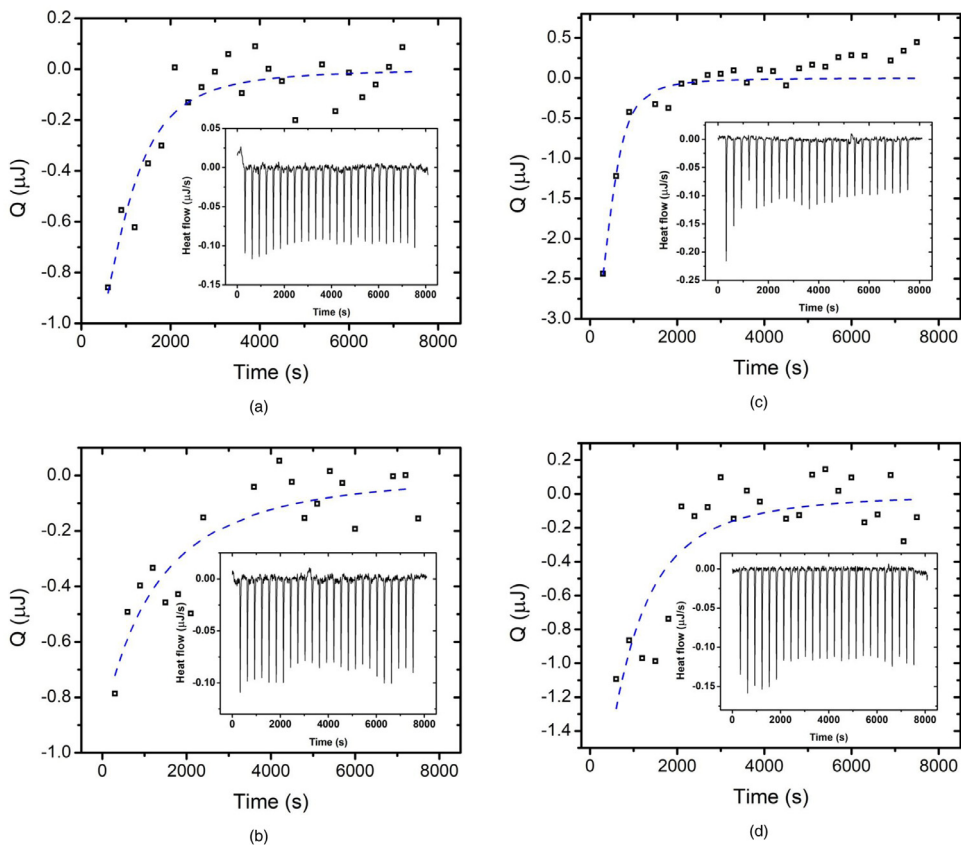 0.2
0.0
-0.2
-0.4
-0.6
-0.8
-1.0
Q (μJ)
0 2000 4000 6000 8000
Time (s)
0.05
0.00
-0.05
-0.10
-0.15
Heat flow (μJ/s)
0 2000 4000 6000 8000
Time (s)
(a)
0.5
0.0
-0.5
-1.0
-1.5
-2.0
-2.5
-3.0
Q (μJ)
0 2000 4000 6000 8000
Time (s)
0.00
-0.05
-0.10
-0.15
-0.20
-0.25
Heat flow (μJ/s)
0 2000 4000 6000 8000
Time (s)
(c)
0.0
-0.2
-0.4
-0.6
-0.8
-1.0
Q (μJ)
0 2000 4000 6000 8000
Time (s)
0.00
-0.05
-0.10
Heat flow (μJ/s)
0 2000 4000 6000 8000
Time (s)
(b)
0.2
0.0
-0.2
-0.4
-0.6
-0.8
-1.0
-1.2
-1.4
Q (μJ)
0 2000 4000 6000 8000
Time (s)
0.00
-0.05
-0.10
-0.15
Heat flow (μJ/s)
0 2000 4000 6000 8000
Time (s)
(d)